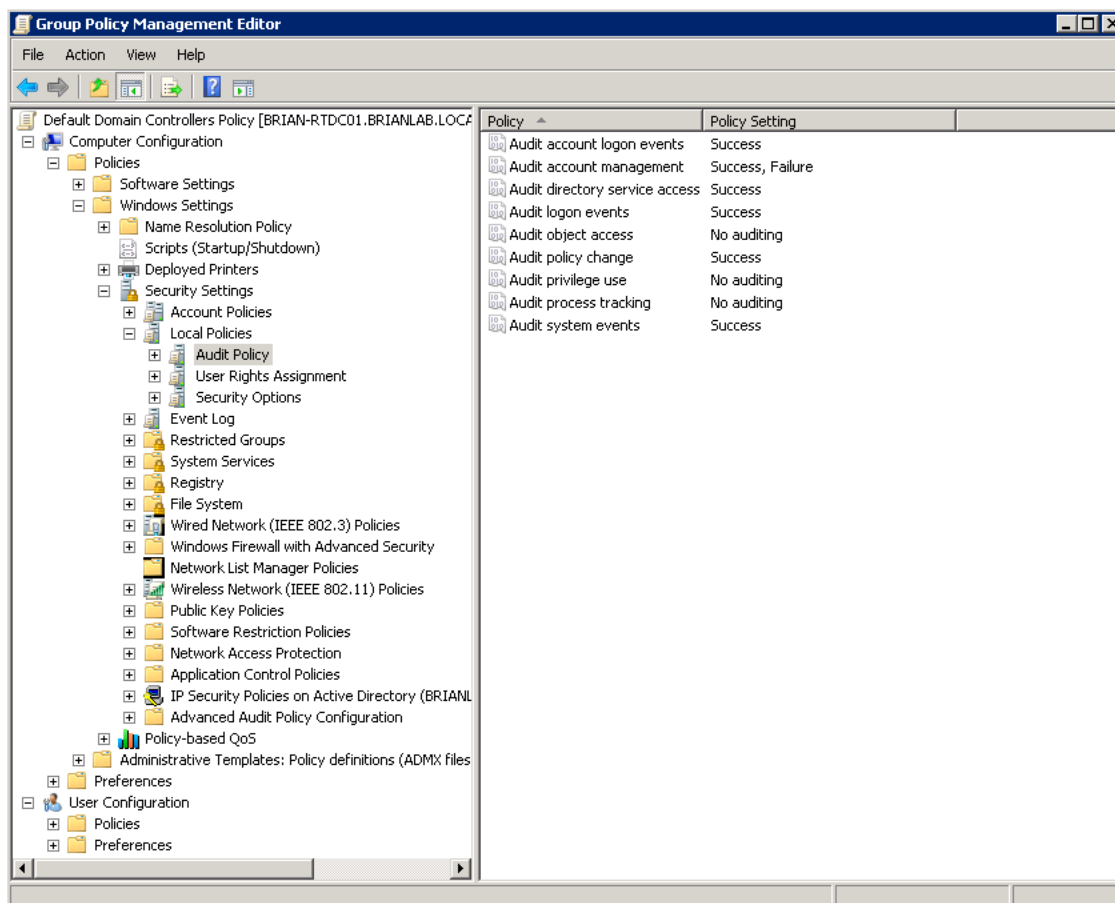 Group Policy Management Editor
File Action View Help
Default Domain Controllers Policy [BRIAN-RTDC01.BRIANLAB.LOCA
Computer Configuration
Policies
Software Settings
Windows Settings
Name Resolution Policy
Scripts (Startup/Shutdown)
Deployed Printers
Security Settings
Account Policies
Local Policies
Audit Policy
User Rights Assignment
Security Options
Event Log
Restricted Groups
System Services
Registry
File System
Wired Network (IEEE 802.3) Policies
Windows Firewall with Advanced Security
Network List Manager Policies
Wireless Network (IEEE 802.11) Policies
Public Key Policies
Software Restriction Policies
Network Access Protection
Application Control Policies
IP Security Policies on Active Directory (BRIANL
Advanced Audit Policy Configuration
Policy-based QoS
Administrative Templates: Policy definitions (ADMX files
Preferences
User Configuration
Policies
Preferences
Policy Policy Setting
Audit account logon events Success
Audit account management Success, Failure
Audit directory service access Success
Audit logon events Success
Audit object access No auditing
Audit policy change Success
Audit privilege use No auditing
Audit process tracking No auditing
Audit system events Success